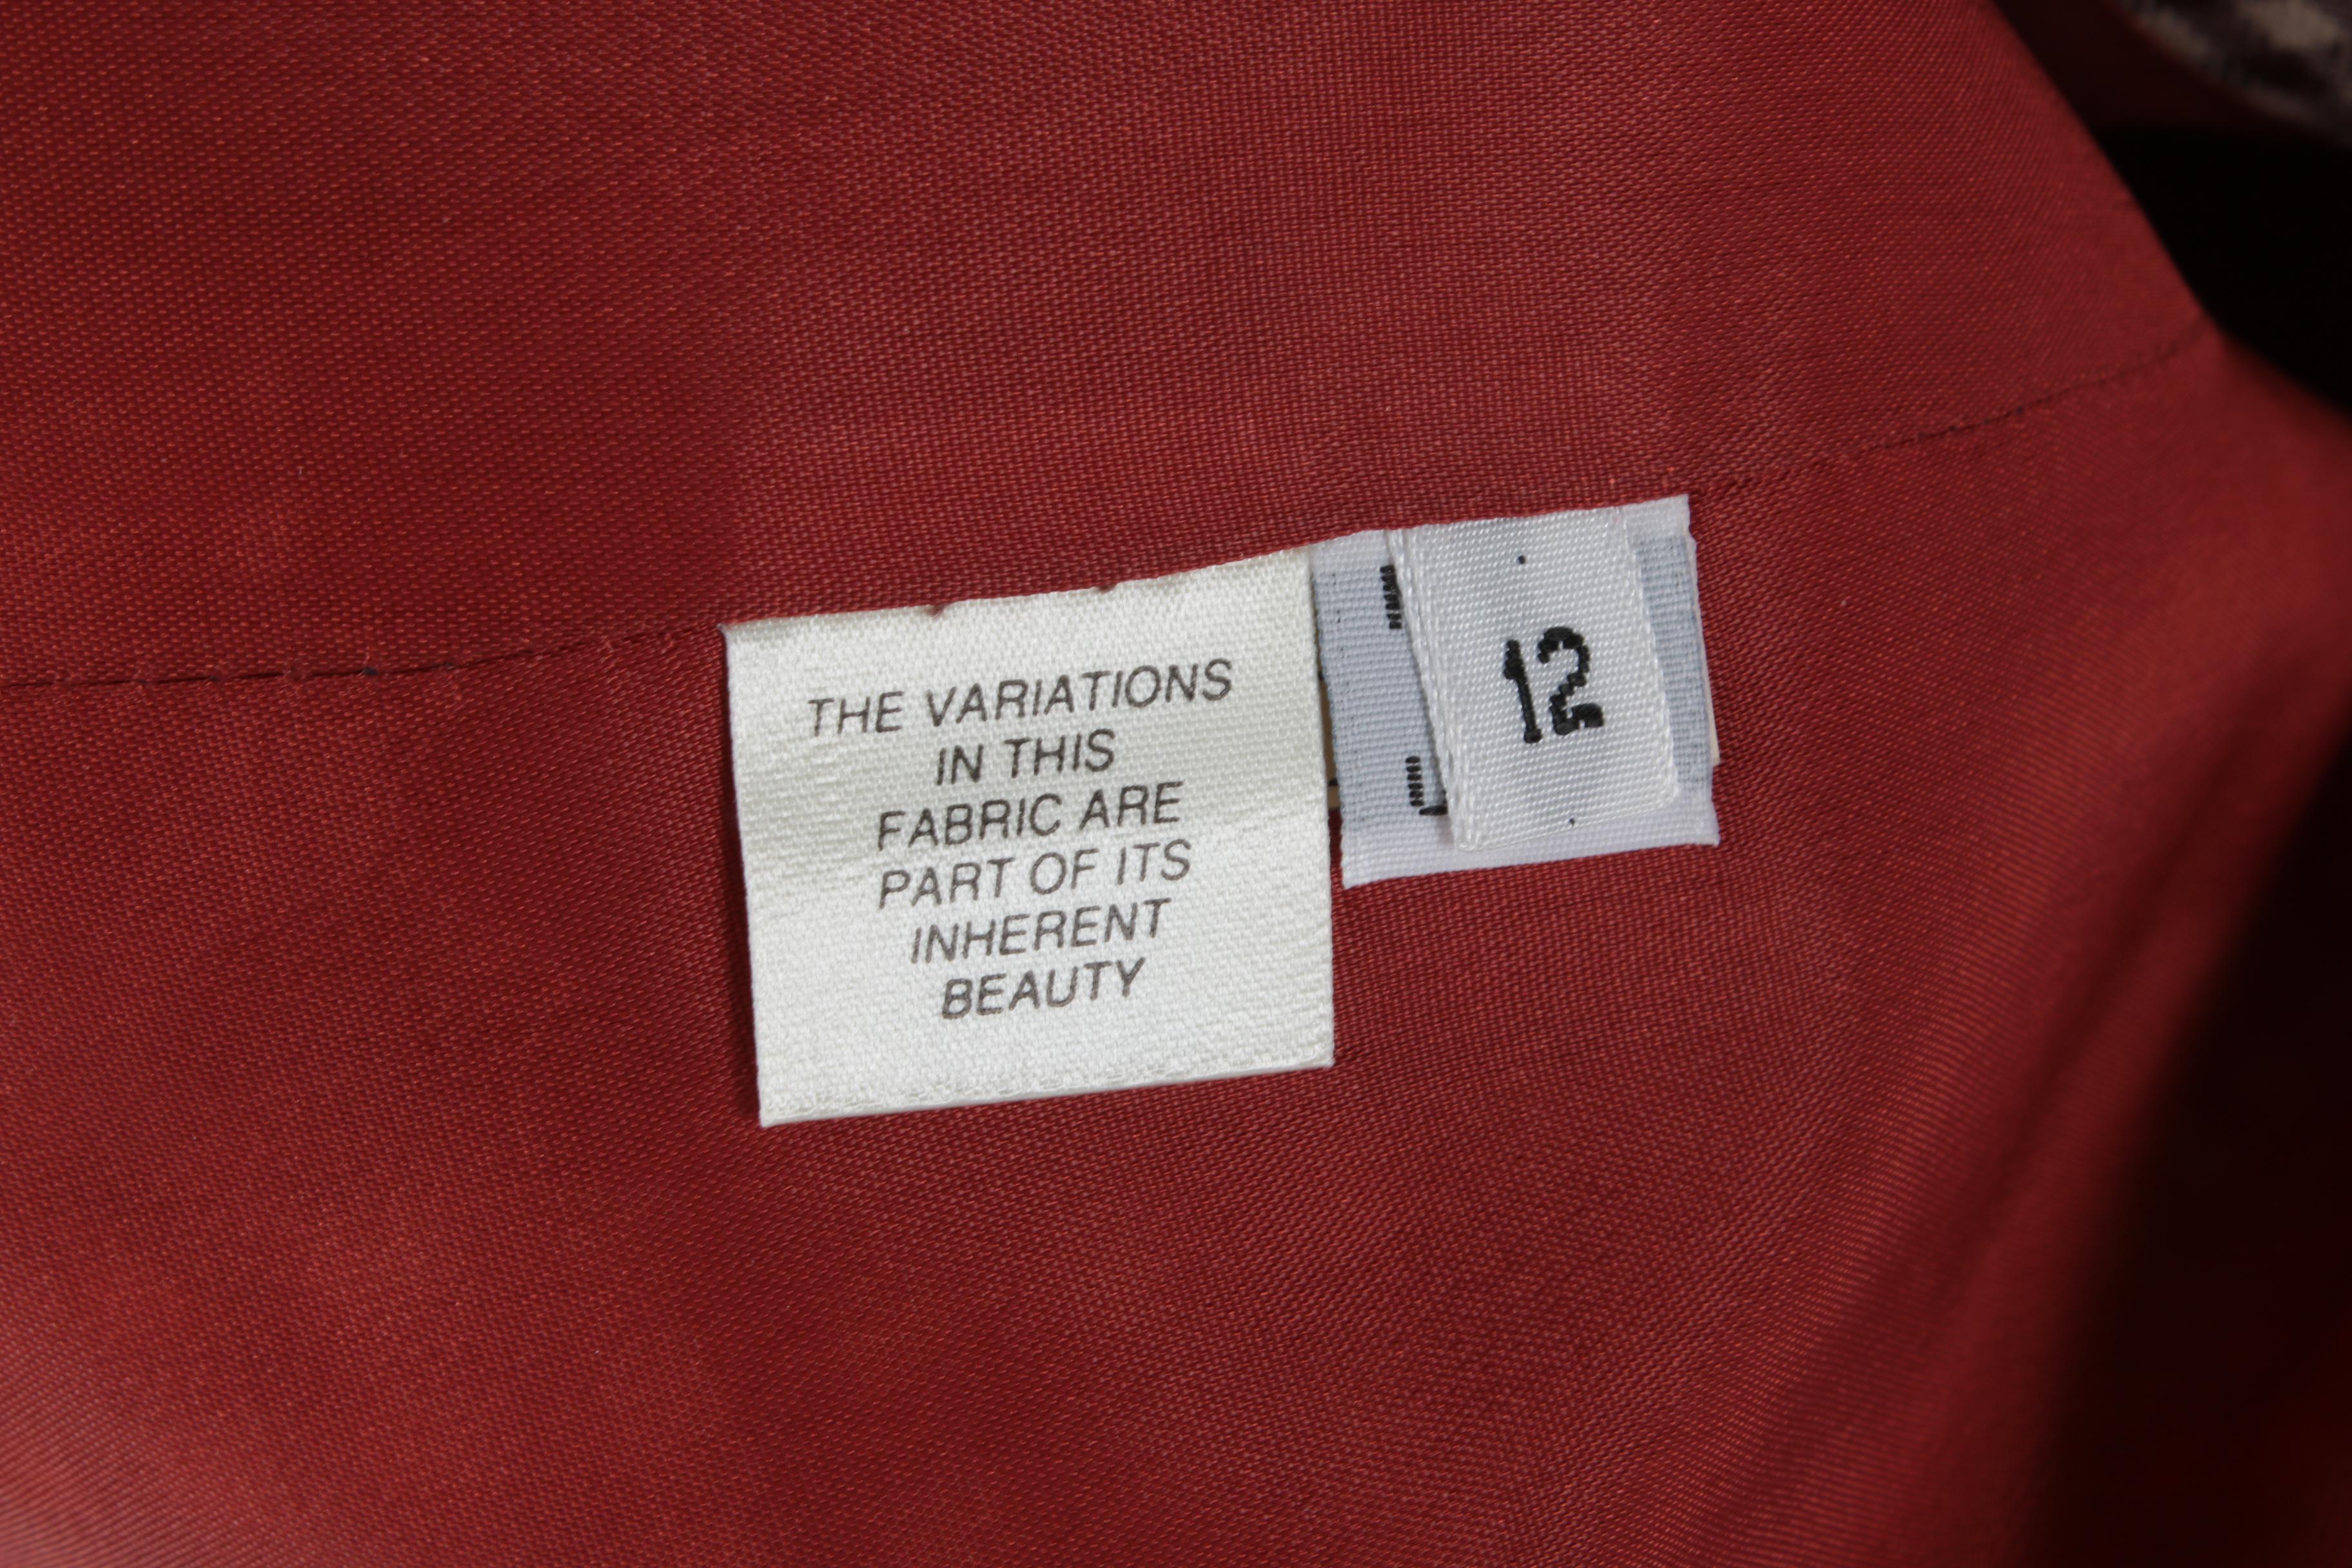 THE VARIATIONS
IN THIS
FABRIC ARE
PART OF ITS
INHERENT
BEAUTY
12